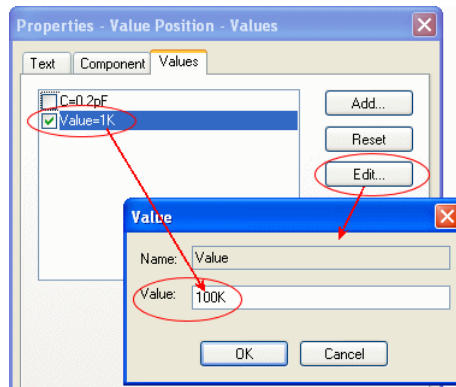 Properties - Value Position - Values
Text Component Values
C=0.2pF
Value=1K
Add...
Reset
Edit...
Value
Name: Value
Value: 100K
OK Cancel